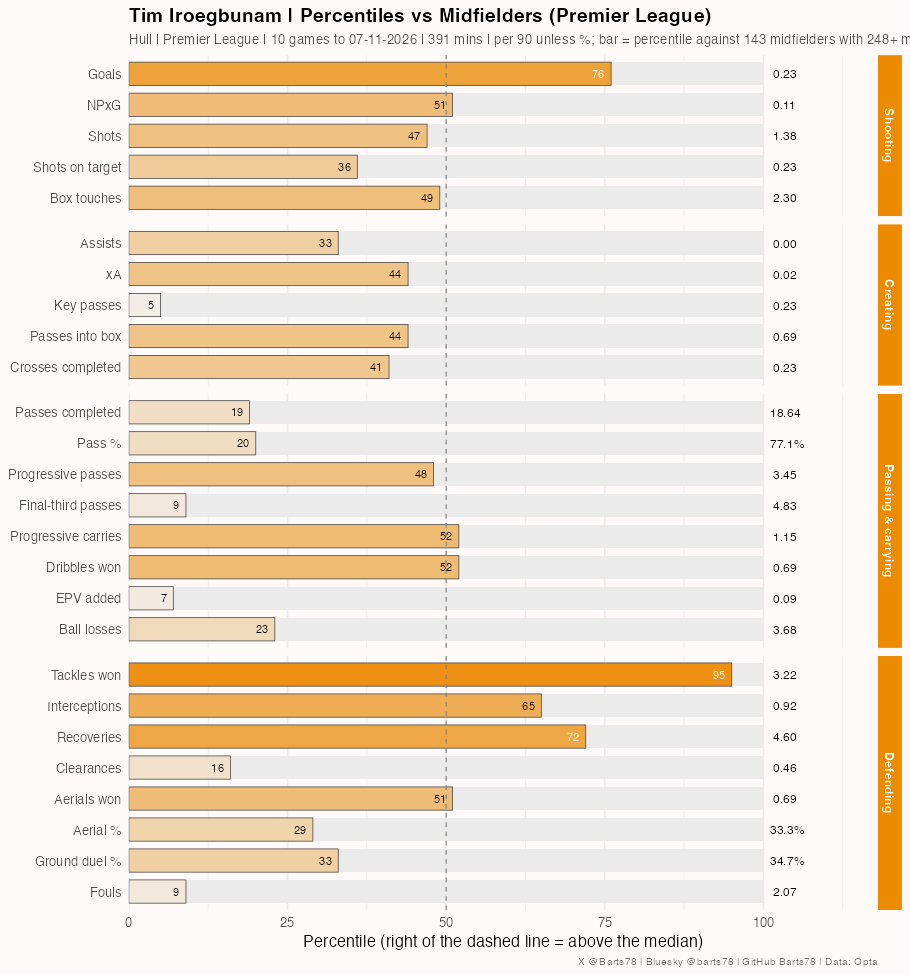 Tim Iroegbunam | Percentiles vs Midfielders (Premier League)
Hull | Premier League | 10 games to 07-11-2026 | 391 mins | per 90 unless %; bar = percentile against 143 midfielders with 248+ m
Goals 76 0.23
NPxG 51 0.11
Shots 47 1.38
Shots on target 36 0.23
Box touches 49 2.30
Shooting
Assists 33 0.00
xA 44 0.02
Key passes 5 0.23
Passes into box 44 0.69
Crosses completed 41 0.23
Creating
Passes completed 19 18.64
Pass % 20 77.1%
Progressive passes 48 3.45
Final-third passes 9 4.83
Progressive carries 52 1.15
Dribbles won 52 0.69
EPV added 7 0.09
Ball losses 23 3.68
Passing & carrying
Tackles won 95 3.22
Interceptions 65 0.92
Recoveries 72 4.60
Clearances 16 0.46
Aerials won 51 0.69
Aerial % 29 33.3%
Ground duel % 33 34.7%
Fouls 9 2.07
Defending
0 25 50 75 100
Percentile (right of the dashed line = above the median)
X @Barts78 | Bluesky @barts78 | GitHub Barts78 | Data: Opta